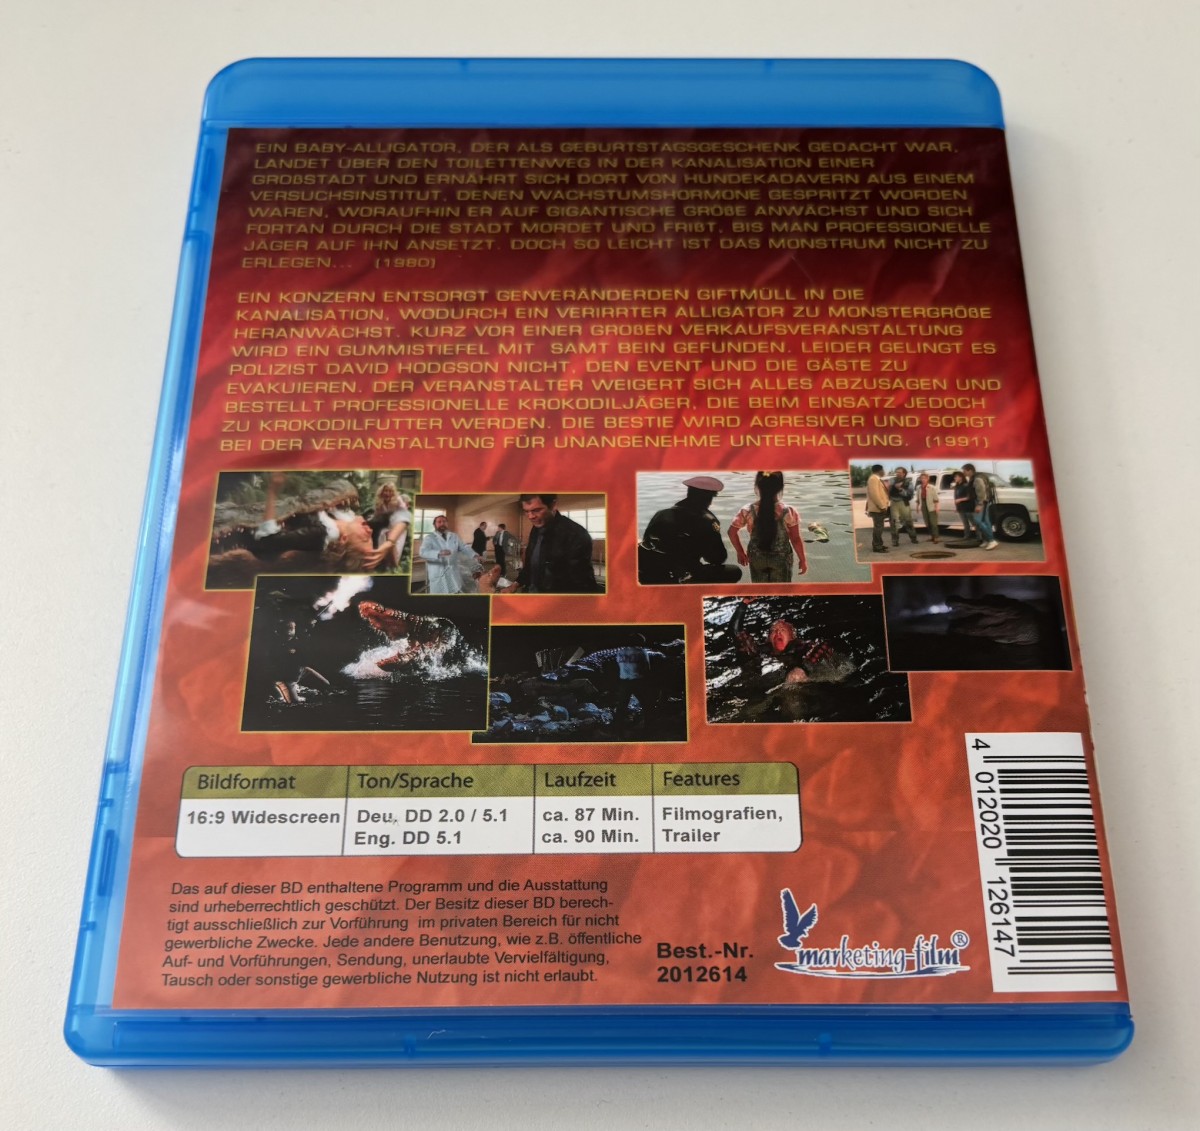 EIN BABY-ALLIGATOR, DER ALS GEBURTSTAGSGESCHENK GEDACHT WAR,
LANDET ÜBER DEN TOILETTENWEG IN DER KANALISATION EINER
GROßSTADT UND ERNÄHRT SICH DORT VON HUNDEKADAVERN AUS EINEM
VERSUCHSINSTITUT, DENEN WACHSTUMSHORMONE GESPRITZT WORDEN
WAREN, WORAUFHIN ER AUF GIGANTISCHE GRÖßE ANWÄCHST UND SICH
FORTAN DURCH DIE STADT MORDET UND FRIßT, BIS MAN PROFESSIONELLE
JÄGER AUF IHN ANSETZT. DOCH SO LEICHT IST DAS MONSTRUM NICHT ZU
ERLEGEN... (1980)
EIN KONZERN ENTSORGT GENVERÄNDERDEN GIFTMÜLL IN DIE
KANALISATION, WODURCH EIN VERIRRTER ALLIGATOR ZU MONSTERGRÖßE
HERANWÄCHST. KURZ VOR EINER GROßEN VERKAUFSVERANSTALTUNG
WIRD EIN GUMMISTIEFEL MIT SAMT BEIN GEFUNDEN. LEIDER GELINGT ES
POLIZIST DAVID HODGSON NICHT, DEN EVENT UND DIE GÄSTE ZU
EVAKUIEREN. DER VERANSTALTER WEIGERT SICH ALLES ABZUSAGEN UND
BESTELLT PROFESSIONELLE KROKODILJÄGER, DIE BEIM EINSATZ JEDOCH
ZU KROKODILFUTTER WERDEN. DIE BESTIE WIRD AGRESIVER UND SORGT
BEI DER VERANSTALTUNG FÜR UNANGENEHME UNTERHALTUNG. (1991)
Bildformat Ton/Sprache Laufzeit Features
16:9 Widescreen Deu. DD 2.0 / 5.1 ca. 87 Min. Filmografien,
Eng. DD 5.1 ca. 90 Min. Trailer
Das auf dieser BD enthaltene Programm und die Ausstattung
sind urheberrechtlich geschützt. Der Besitz dieser BD berech-
tigt ausschließlich zur Vorführung im privaten Bereich für nicht
gewerbliche Zwecke. Jede andere Benutzung, wie z.B. öffentliche
Auf- und Vorführungen, Sendung, unerlaubte Vervielfältigung,
Tausch oder sonstige gewerbliche Nutzung ist nicht erlaubt.
Best.-Nr.
2012614
marketing-film®
4 012020 126147